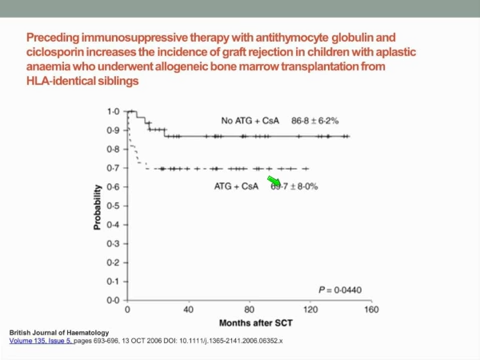 Preceding immunosuppressive therapy with antithymocyte globulin and
ciclosporin increases the incidence of graft rejection in children with aplastic
anaemia who underwent allogeneic bone marrow transplantation from
HLA-identical siblings
1·0
No ATG + CsA 86·8 ± 6·2%
0·9
0·8
0·7
0·6
ATG + CsA ± 8·0%
0·5
0·4
0·3
0·2
0·1
0·0
Probability
P = 0·0440
0 40 80 120 160
Months after SCT
British Journal of Haematology
Volume 135, Issue 5, pages 693-696, 13 OCT 2006 DOI: 10.1111/j.1365-2141.2006.06352.x